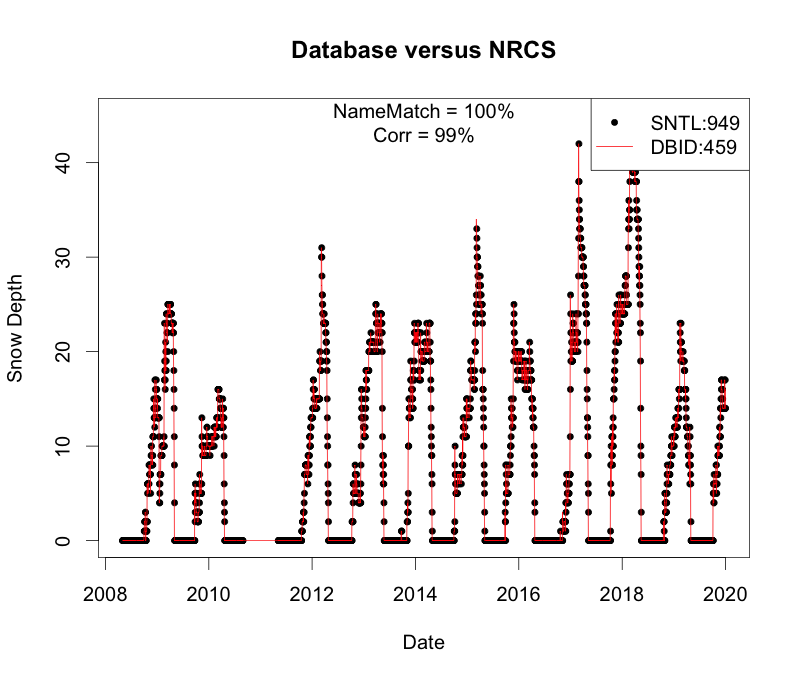 Database versus NRCS
NameMatch = 100%
Corr = 99%
SNTL:949
DBID:459
Snow Depth
40
30
20
10
0
2008 2010 2012 2014 2016 2018 2020
Date